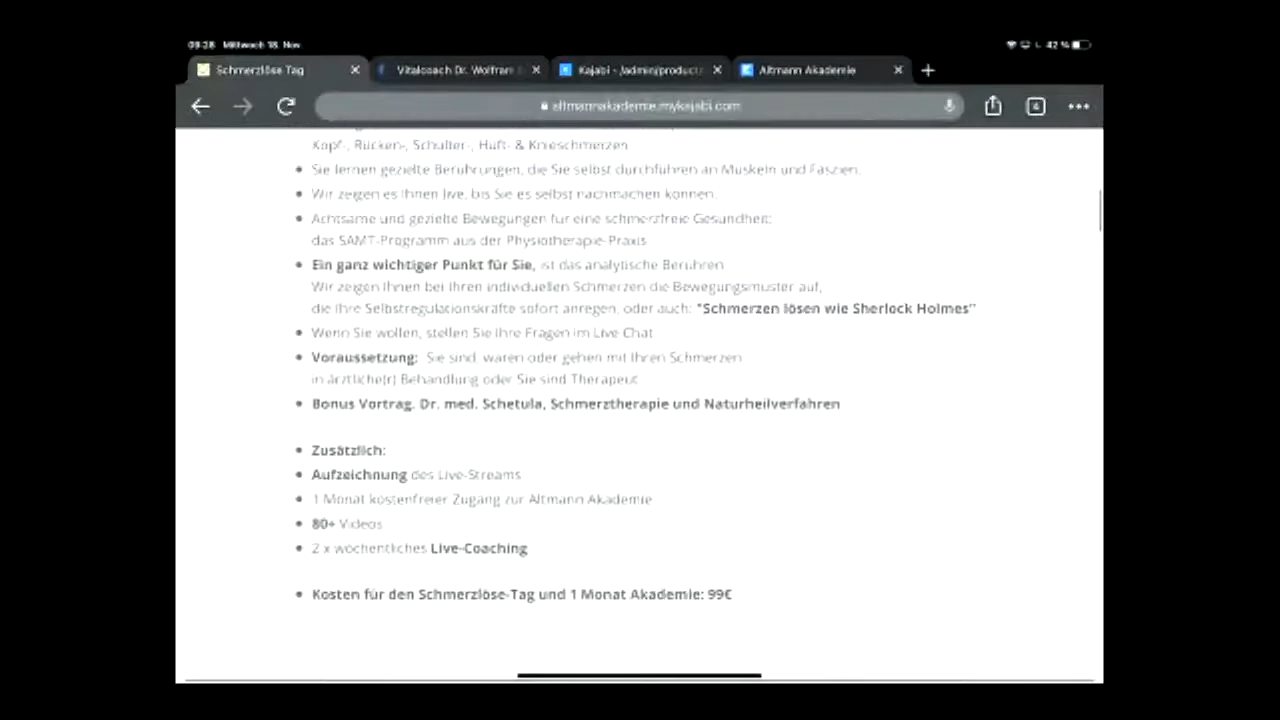 09:28 Mittwoch 18. Nov
42 %
Schmerzlöse Tag
Vitalcoach Dr. Wolfram
Kajabi - /admin/product
Altmann Akademie
altmannakademie.mykajabi.com
Kopf-, Rücken-, Schulter-, Hüft- & Knieschmerzen
Sie lernen gezielte Berührungen, die Sie selbst durchführen an Muskeln und Faszien.
Wir zeigen es Ihnen live, bis Sie es selbst nachmachen können.
Achtsame und gezielte Bewegungen für eine schmerzfreie Gesundheit:
das SAMT-Programm aus der Physiotherapie-Praxis
Ein ganz wichtiger Punkt für Sie, ist das analytische Berühren
Wir zeigen Ihnen bei Ihren individuellen Schmerzen die Bewegungsmuster auf,
die Ihre Selbstregulationskräfte sofort anregen, oder auch: "Schmerzen lösen wie Sherlock Holmes"
Wenn Sie wollen, stellen Sie Ihre Fragen im Live Chat
Voraussetzung: Sie sind, waren oder gehen mit Ihren Schmerzen
in ärztliche(r) Behandlung oder Sie sind Therapeut.
Bonus Vortrag. Dr. med. Schetula, Schmerztherapie und Naturheilverfahren
Zusätzlich:
Aufzeichnung des Live-Streams
1 Monat kostenfreier Zugang zur Altmann Akademie
80+ Videos
2 x wöchentliches Live-Coaching
Kosten für den Schmerzlöse-Tag und 1 Monat Akademie: 99€